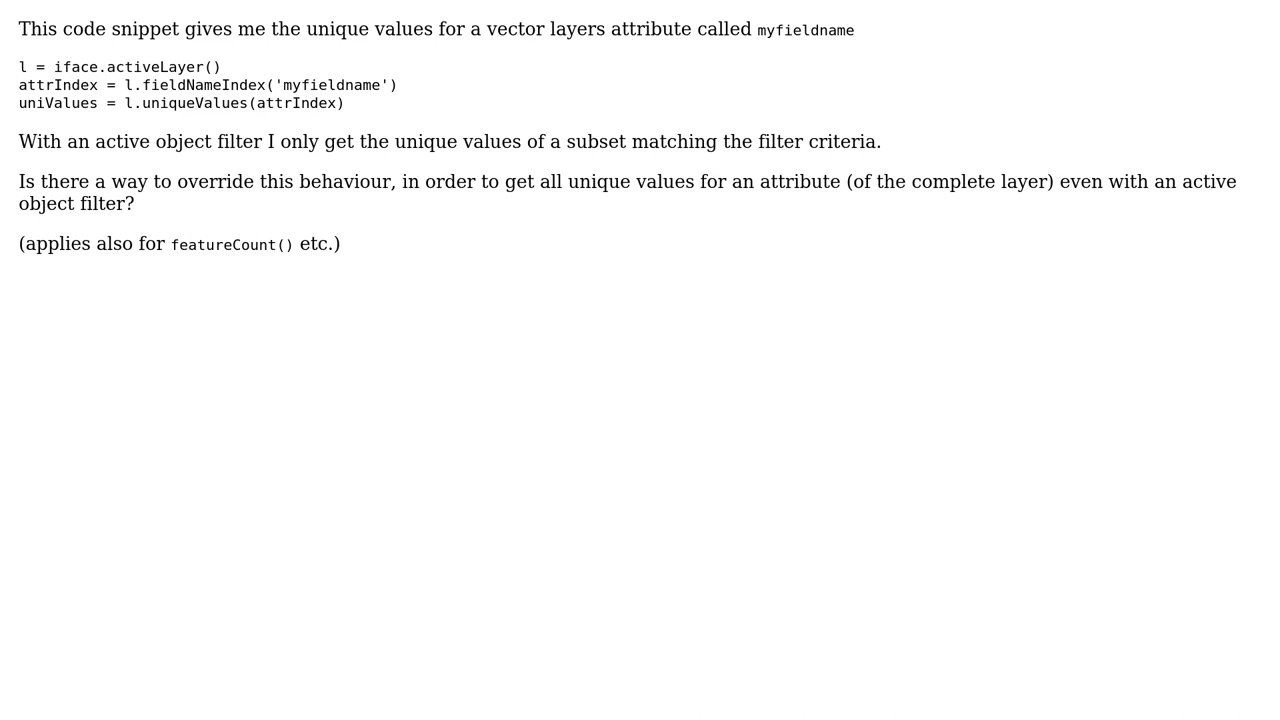 This code snippet gives me the unique values for a vector layers attribute called myfieldname
l = iface.activeLayer()
attrIndex = l.fieldNameIndex('myfieldname')
uniValues = l.uniqueValues(attrIndex)
With an active object filter I only get the unique values of a subset matching the filter criteria.
Is there a way to override this behaviour, in order to get all unique values for an attribute (of the complete layer) even with an active
object filter?
(applies also for featureCount() etc.)